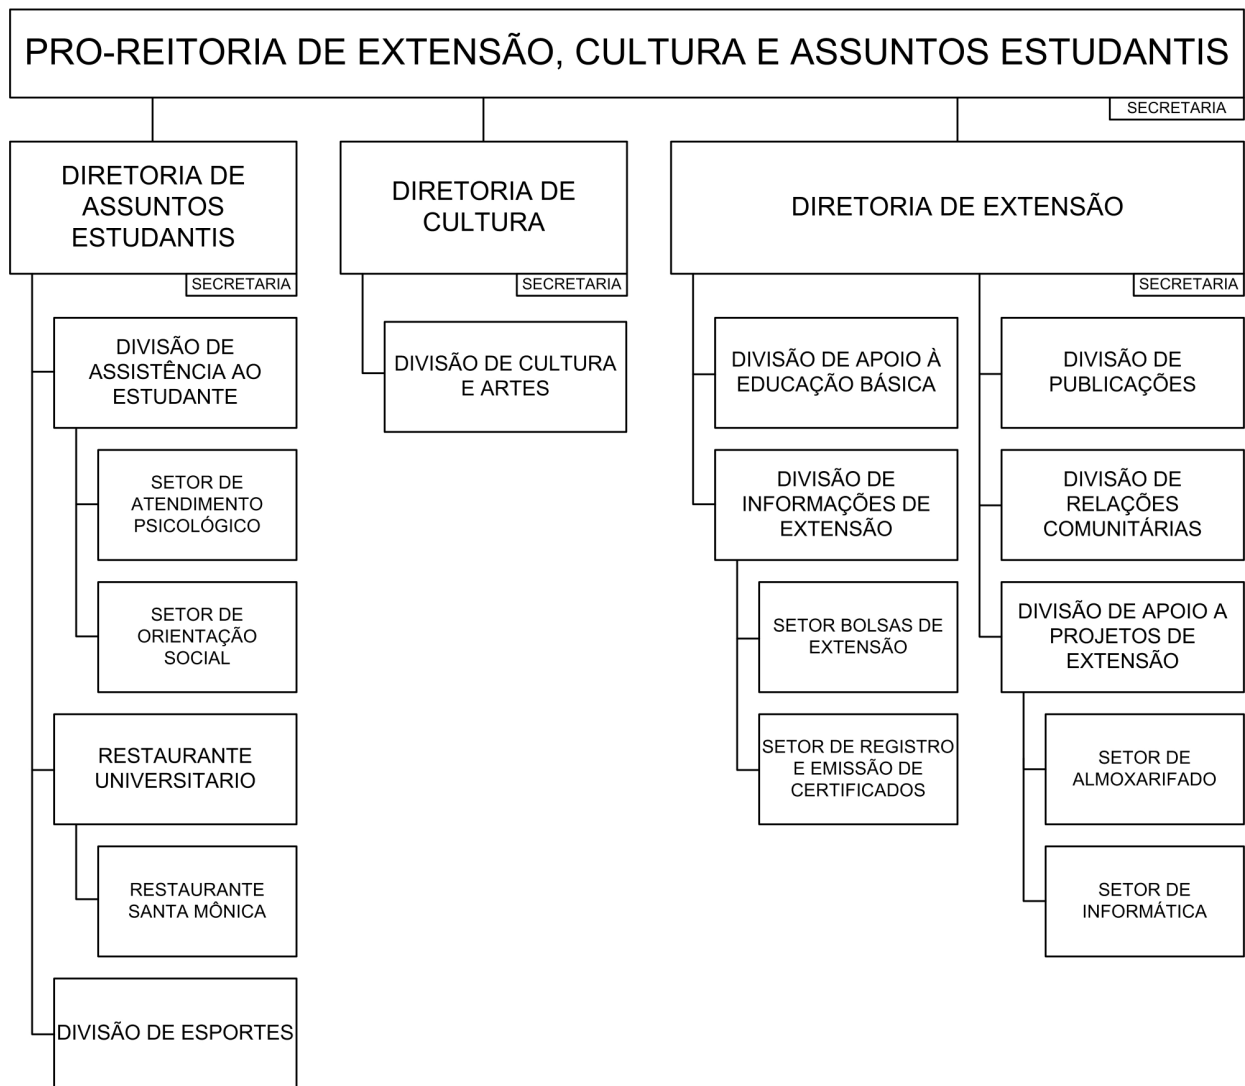 PRO-REITORIA DE EXTENSÃO, CULTURA E ASSUNTOS ESTUDANTIS
SECRETARIA
DIRETORIA DE
ASSUNTOS
ESTUDANTIS
SECRETARIA
DIVISÃO DE
ASSISTÊNCIA AO
ESTUDANTE
SETOR DE
ATENDIMENTO
PSICOLÓGICO
SETOR DE
ORIENTAÇÃO
SOCIAL
RESTAURANTE
UNIVERSITARIO
RESTAURANTE
SANTA MÔNICA
DIVISÃO DE ESPORTES
DIRETORIA DE
CULTURA
SECRETARIA
DIVISÃO DE CULTURA
E ARTES
DIRETORIA DE EXTENSÃO
SECRETARIA
DIVISÃO DE APOIO À
EDUCAÇÃO BÁSICA
DIVISÃO DE
INFORMAÇÕES DE
EXTENSÃO
SETOR BOLSAS DE
EXTENSÃO
SETOR DE REGISTRO
E EMISSÃO DE
CERTIFICADOS
DIVISÃO DE
PUBLICAÇÕES
DIVISÃO DE
RELAÇÕES
COMUNITÁRIAS
DIVISÃO DE APOIO A
PROJETOS DE
EXTENSÃO
SETOR DE
ALMOXARIFADO
SETOR DE
INFORMÁTICA